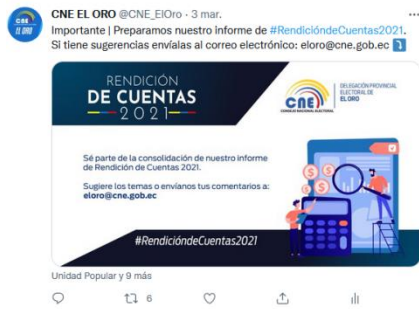 CNE EL ORO @CNE_ElOro · 3 mar.
Importante | Preparamos nuestro informe de #RendicióndeCuentas2021.
Si tiene sugerencias envíalas al correo electrónico: eloro@cne.gob.ec
RENDICIÓN
DE CUENTAS
2021
CNE
CONSEJO NACIONAL ELECTORAL
DELEGACIÓN PROVINCIAL
ELECTORAL DE
EL ORO
Sé parte de la consolidación de nuestro informe
de Rendición de Cuentas 2021.
Sugiere los temas o envíanos tus comentarios a:
eloro@cne.gob.ec
#RendicióndeCuentas2021
Unidad Popular y 9 más
6